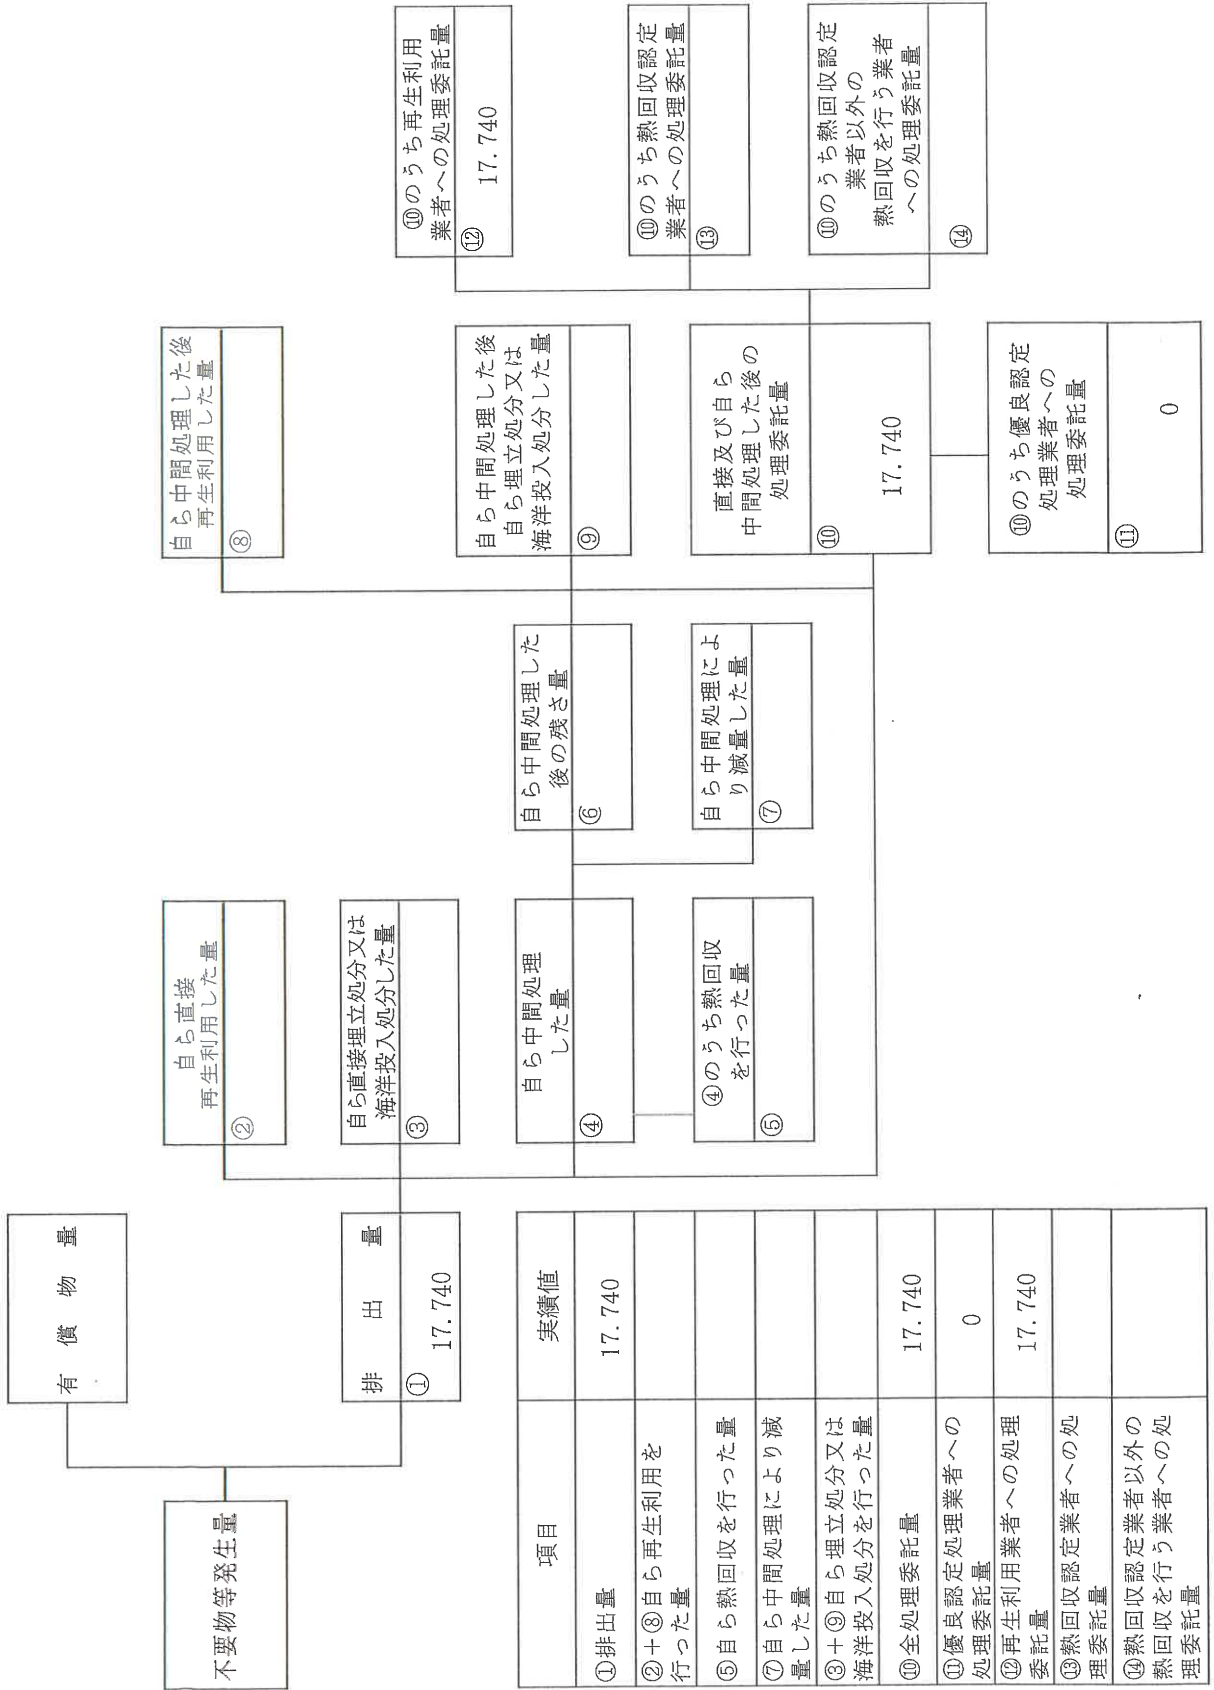 不要物等発生量
有償物量
排出量
①
17.740
自ら直接
再生利用した量
②
自ら直接埋立処分又は
海洋投入処分した量
③
自ら中間処理
した量
④
④のうち熱回収
を行った量
⑤
自ら中間処理した
後の残さ量
⑥
自ら中間処理によ
り減量した量
⑦
自ら中間処理した後
再生利用した量
⑧
自ら中間処理した後
自ら埋立処分又は
海洋投入処分した量
⑨
直接及び自ら
中間処理した後の
処理委託量
⑩
17.740
⑩のうち優良認定
処理業者への
処理委託量
⑪
0
⑩のうち再生利用
業者への処理委託量
⑫
17.740
⑩のうち熱回収認定
業者への処理委託量
⑬
⑩のうち熱回収認定
業者以外の
熱回収を行う業者
への処理委託量
⑭
項目 実績値
①排出量 17.740
②+⑧自ら再生利用を
行った量
⑤自ら熱回収を行った量
⑦自ら中間処理により減
量した量
③+⑨自ら埋立処分又は
海洋投入処分を行った量
⑩全処理委託量 17.740
⑪優良認定処理業者への
処理委託量 0
⑫再生利用業者への処理
委託量 17.740
⑬熱回収認定業者への処
理委託量
⑭熱回収認定業者以外の
熱回収を行う業者への処
理委託量